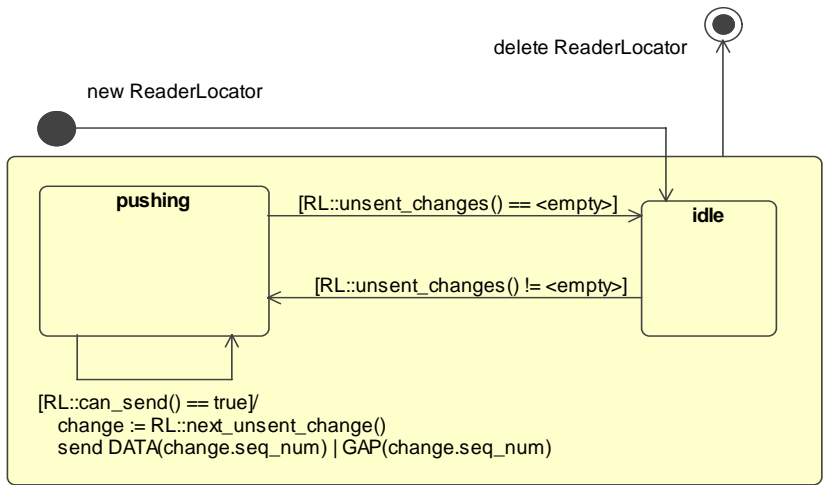 delete ReaderLocator
new ReaderLocator
pushing
[RL::unsent_changes() == <empty>]
idle
[RL::unsent_changes() != <empty>]
[RL::can_send() == true]/
change := RL::next_unsent_change()
send DATA(change.seq_num) | GAP(change.seq_num)